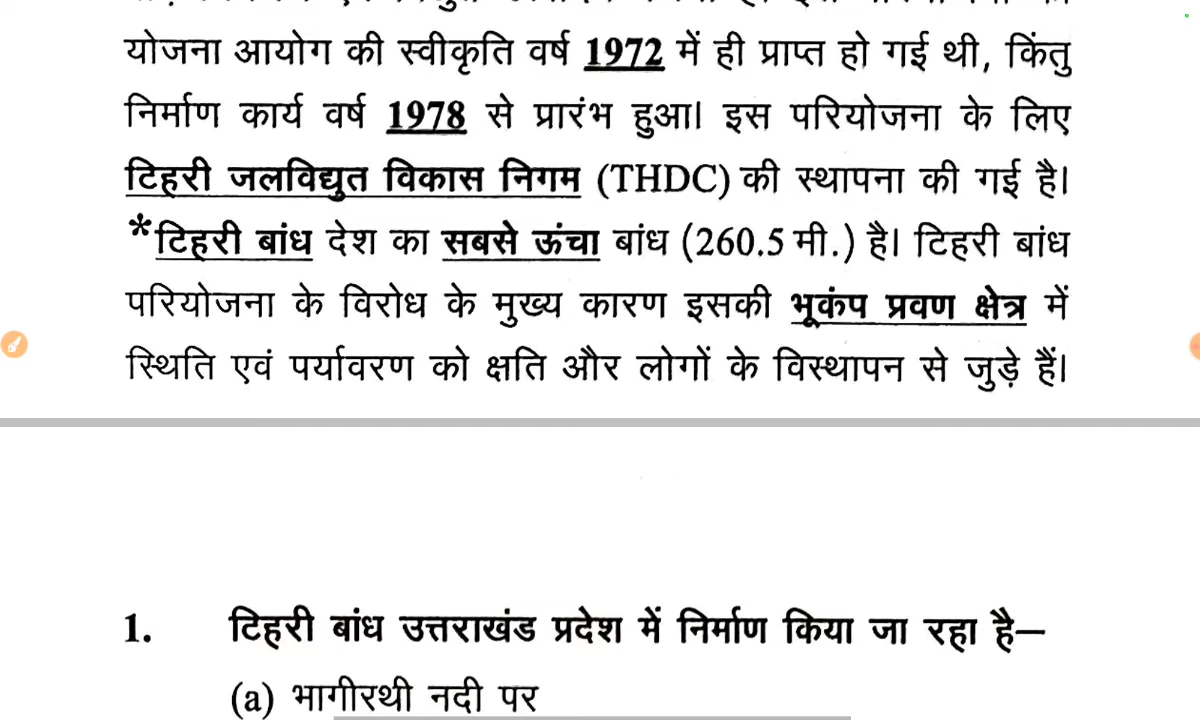 योजना आयोग की स्वीकृति वर्ष 1972 में ही प्राप्त हो गई थी, किंतु
निर्माण कार्य वर्ष 1978 से प्रारंभ हुआ। इस परियोजना के लिए
टिहरी जलविद्युत विकास निगम (THDC) की स्थापना की गई है।
*टिहरी बांध देश का सबसे ऊंचा बांध (260.5 मी.) है। टिहरी बांध
परियोजना के विरोध के मुख्य कारण इसकी भूकंप प्रवण क्षेत्र में
स्थिति एवं पर्यावरण को क्षति और लोगों के विस्थापन से जुड़े हैं।
1. टिहरी बांध उत्तराखंड प्रदेश में निर्माण किया जा रहा है–
(a) भागीरथी नदी पर